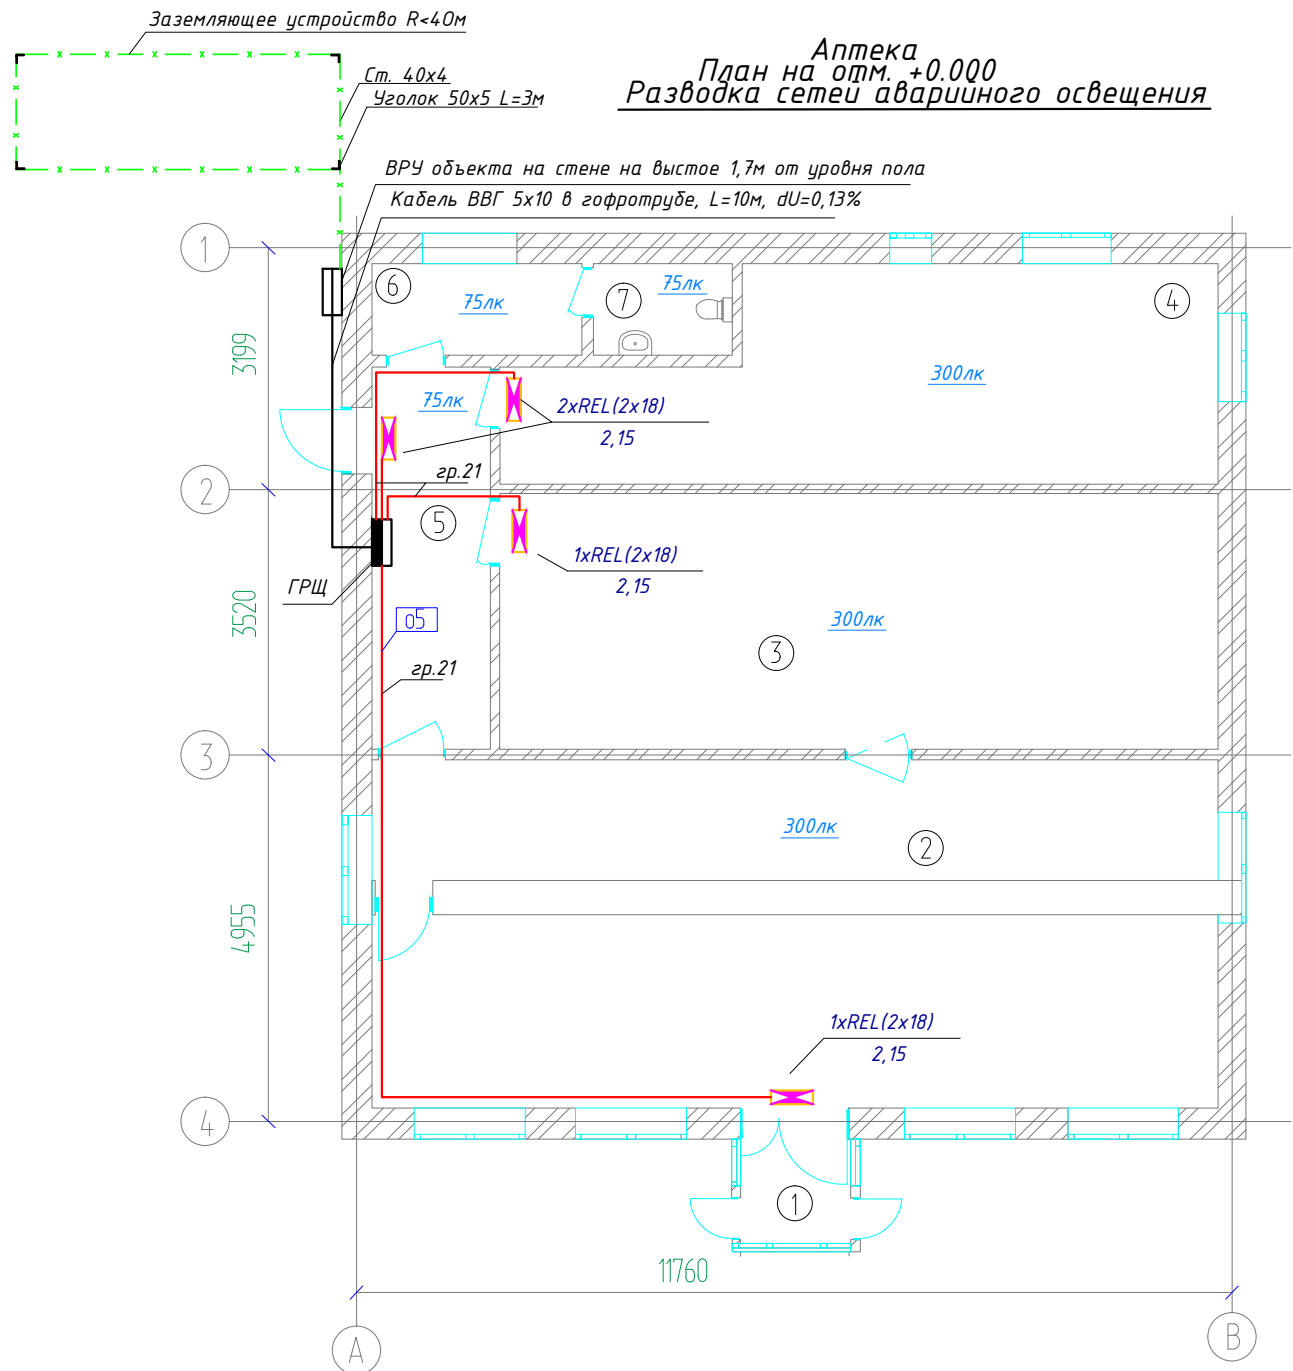 Заземляющее устройство R<4Ом
Аптека
План на отм. +0.000
Разводка сетей аварийного освещения
Ст. 40х4
Уголок 50х5 L=3м
ВРУ объекта на стене на выстое 1,7м от уровня пола
Кабель ВВГ 5х10 в гофротрубе, L=10м, dU=0,13%
1
6
75лк
7
75лк
4
3199
75лк
300лк
2xREL(2x18)
2,15
гр.21
2
5
1xREL(2x18)
2,15
ГРЩ
3520
о5
300лк
3
гр.21
3
300лк
2
4955
1xREL(2x18)
2,15
4
1
11760
А
В